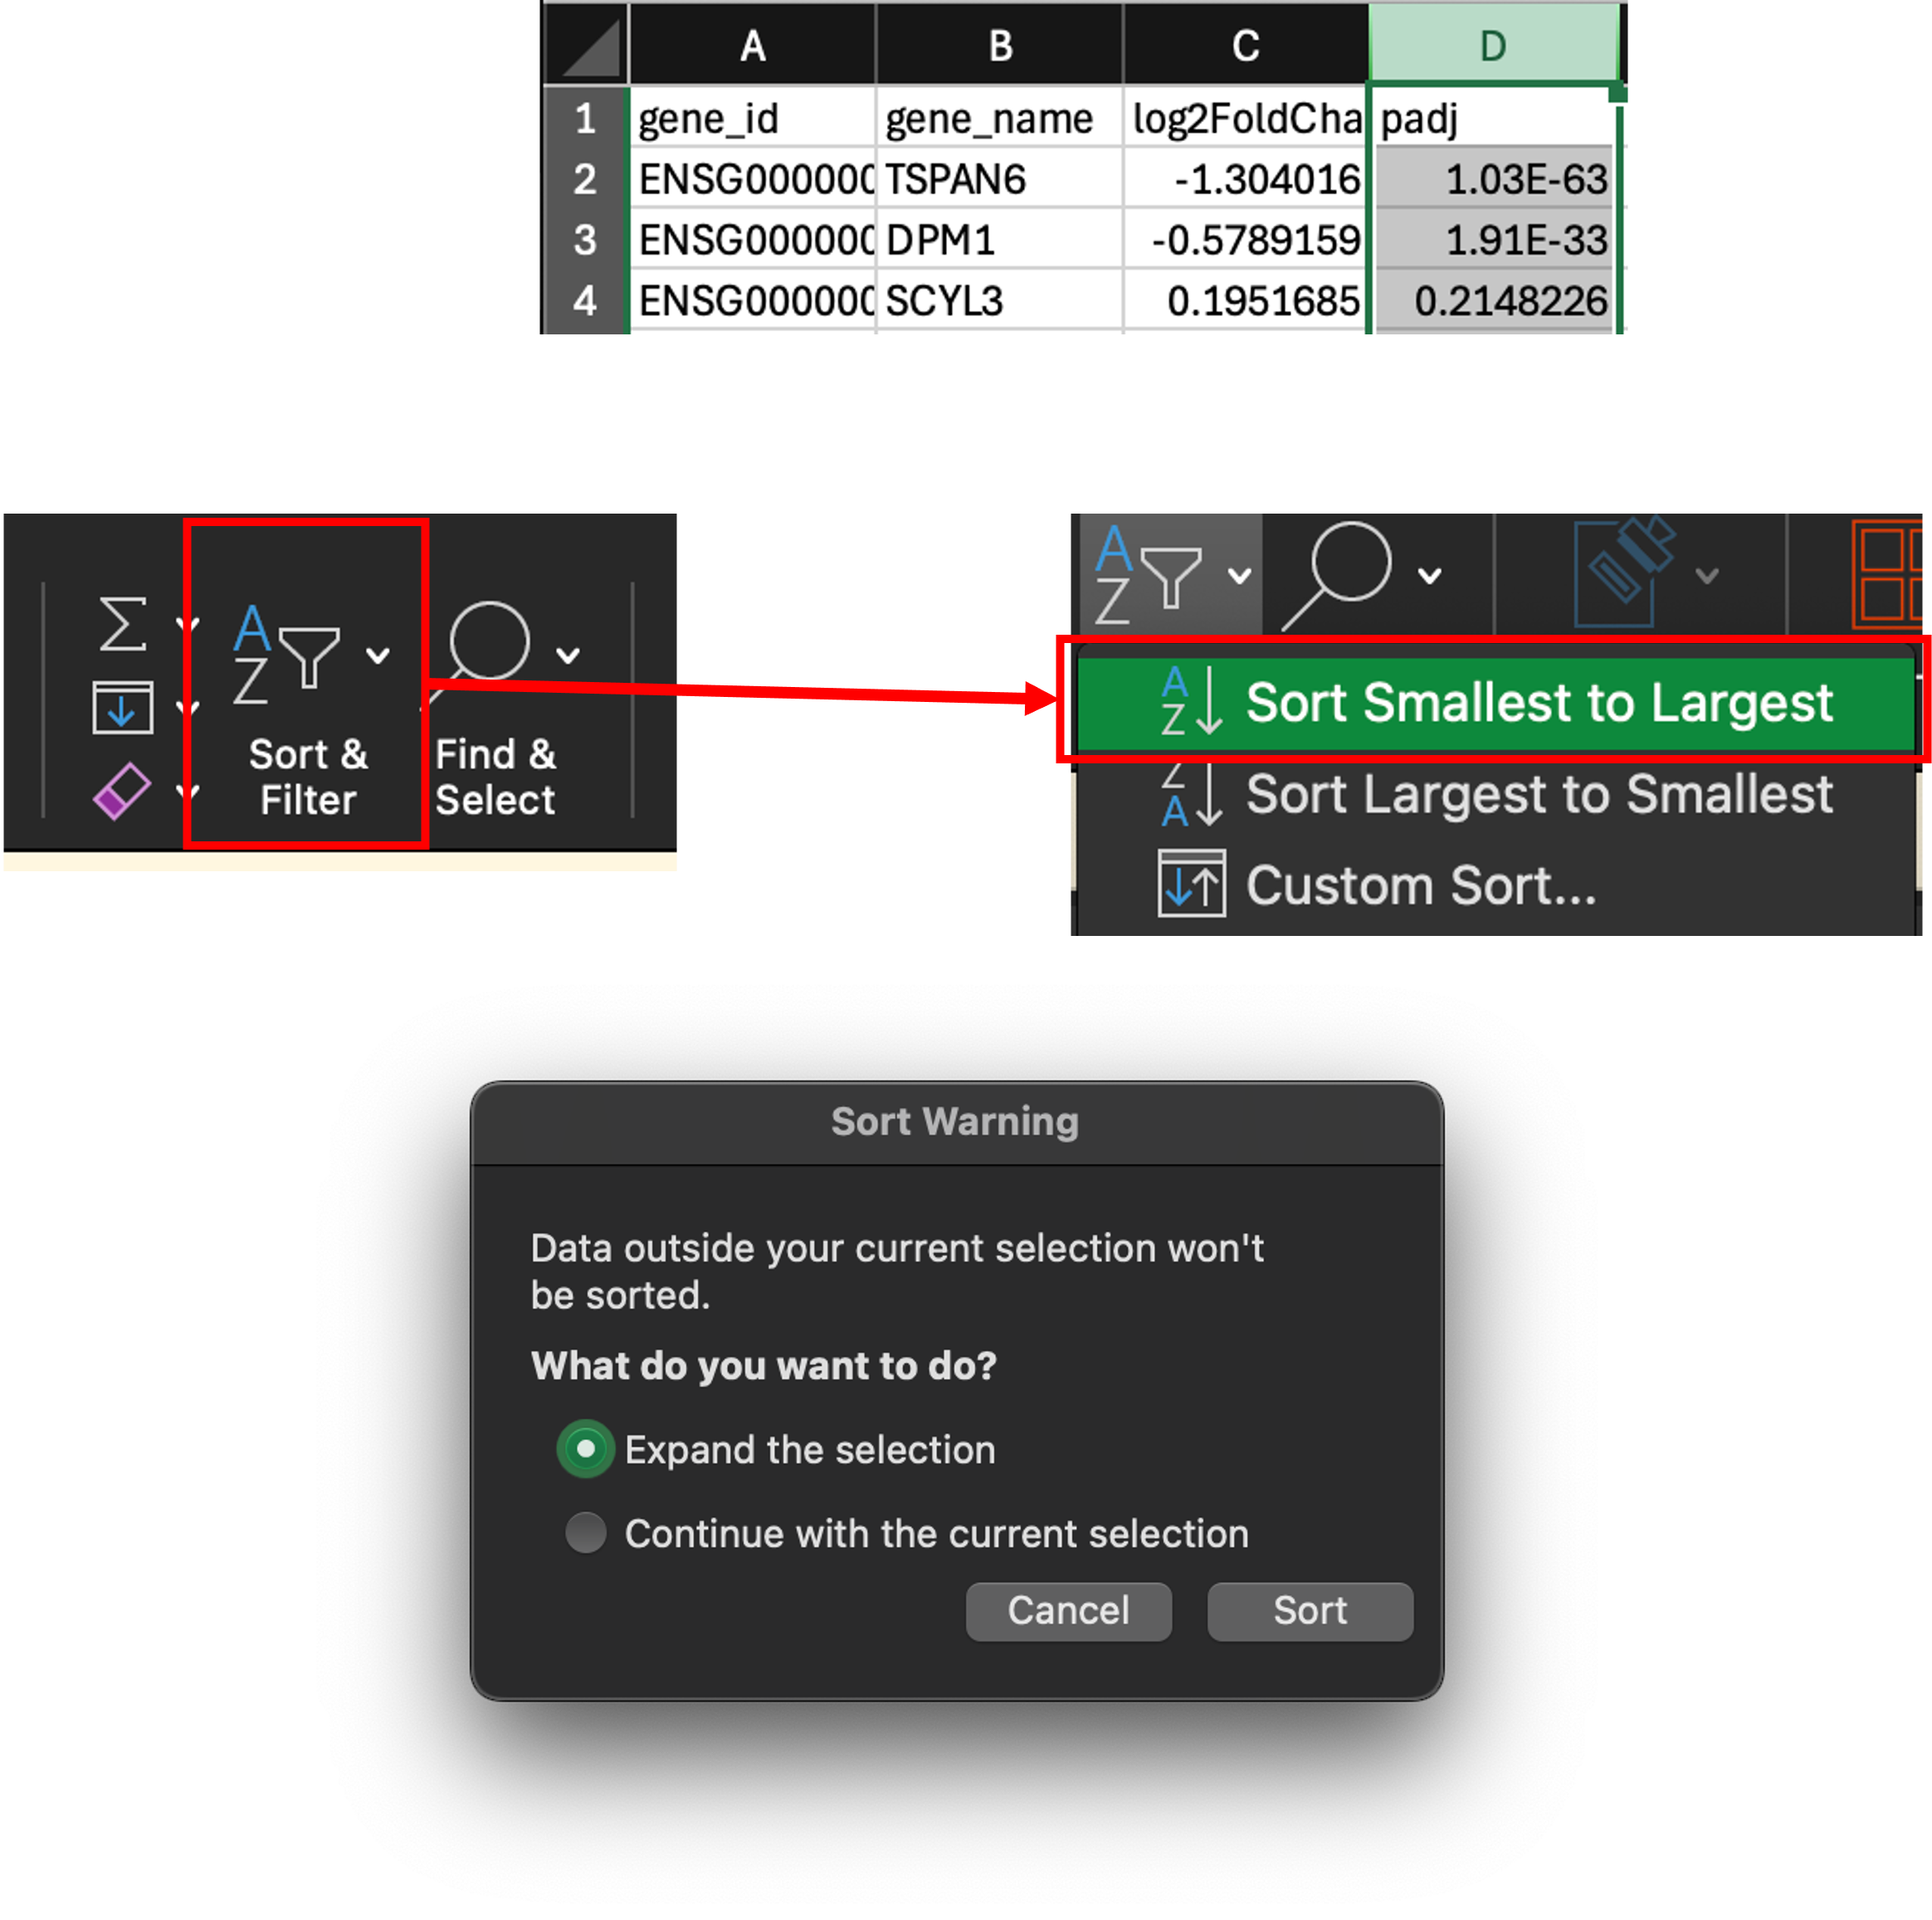 A B C D
1 gene_id gene_name log2FoldCha padj
2 ENSG000000 TSPAN6 -1.304016 1.03E-63
3 ENSG000000 DPM1 -0.5789159 1.91E-33
4 ENSG000000 SCYL3 0.1951685 0.2148226
Sort &
Filter
Find &
Select
Sort Smallest to Largest
Sort Largest to Smallest
Custom Sort...
Sort Warning
Data outside your current selection won't
be sorted.
What do you want to do?
Expand the selection
Continue with the current selection
Cancel Sort